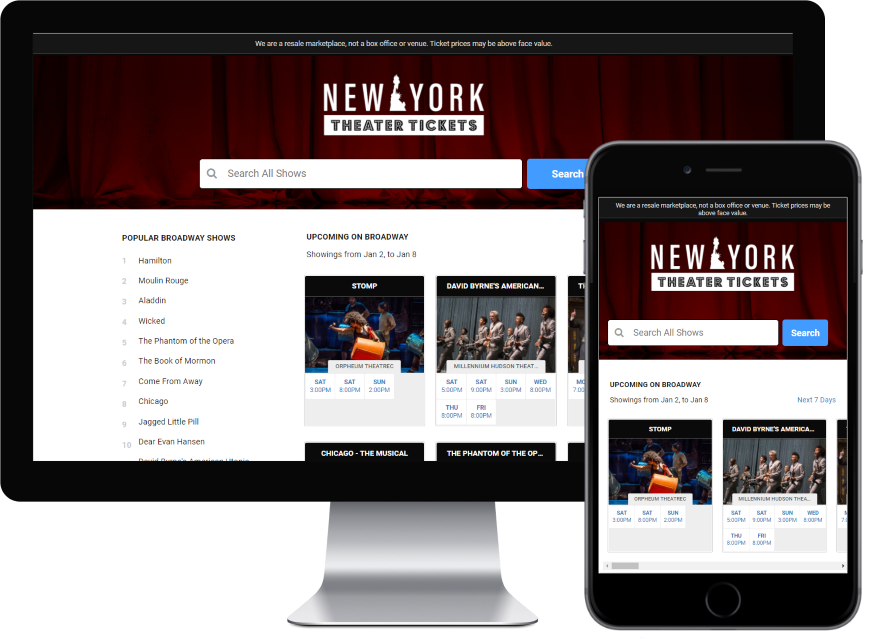 We are a resale marketplace, not a box office or venue. Ticket prices may be above face value.
NEW YORK
THEATER TICKETS
Search All Shows
Search
POPULAR BROADWAY SHOWS
1 Hamilton
2 Moulin Rouge
3 Aladdin
4 Wicked
5 The Phantom of the Opera
6 The Book of Mormon
7 Come From Away
8 Chicago
9 Jagged Little Pill
10 Dear Evan Hansen
David Byrne's American Utopia
UPCOMING ON BROADWAY
Showings from Jan 2, to Jan 8
STOMP
ORPHEUM THEATREC
SAT SAT SUN
3:00PM 8:00PM 2:00PM
DAVID BYRNE'S AMERICAN...
MILLENNIUM HUDSON THEAT...
SAT SAT SUN WED
5:00PM 9:00PM 3:00PM 8:00PM
THU FRI
8:00PM 8:00PM
CHICAGO - THE MUSICAL
THE PHANTOM OF THE OP...
We are a resale marketplace, not a box office or venue. Ticket prices may be
above face value.
NEW YORK
THEATER TICKETS
Search All Shows
Search
UPCOMING ON BROADWAY
Showings from Jan 2, to Jan 8
Next 7 Days
STOMP
ORPHEUM THEATREC
SAT SAT SUN
3:00PM 8:00PM 2:00PM
DAVID BYRNE'S AMERICA...
MILLENNIUM HUDSON THEA...
SAT SAT SUN WED
5:00PM 9:00PM 3:00PM 8:00PM
THU FRI
8:00PM 8:00PM